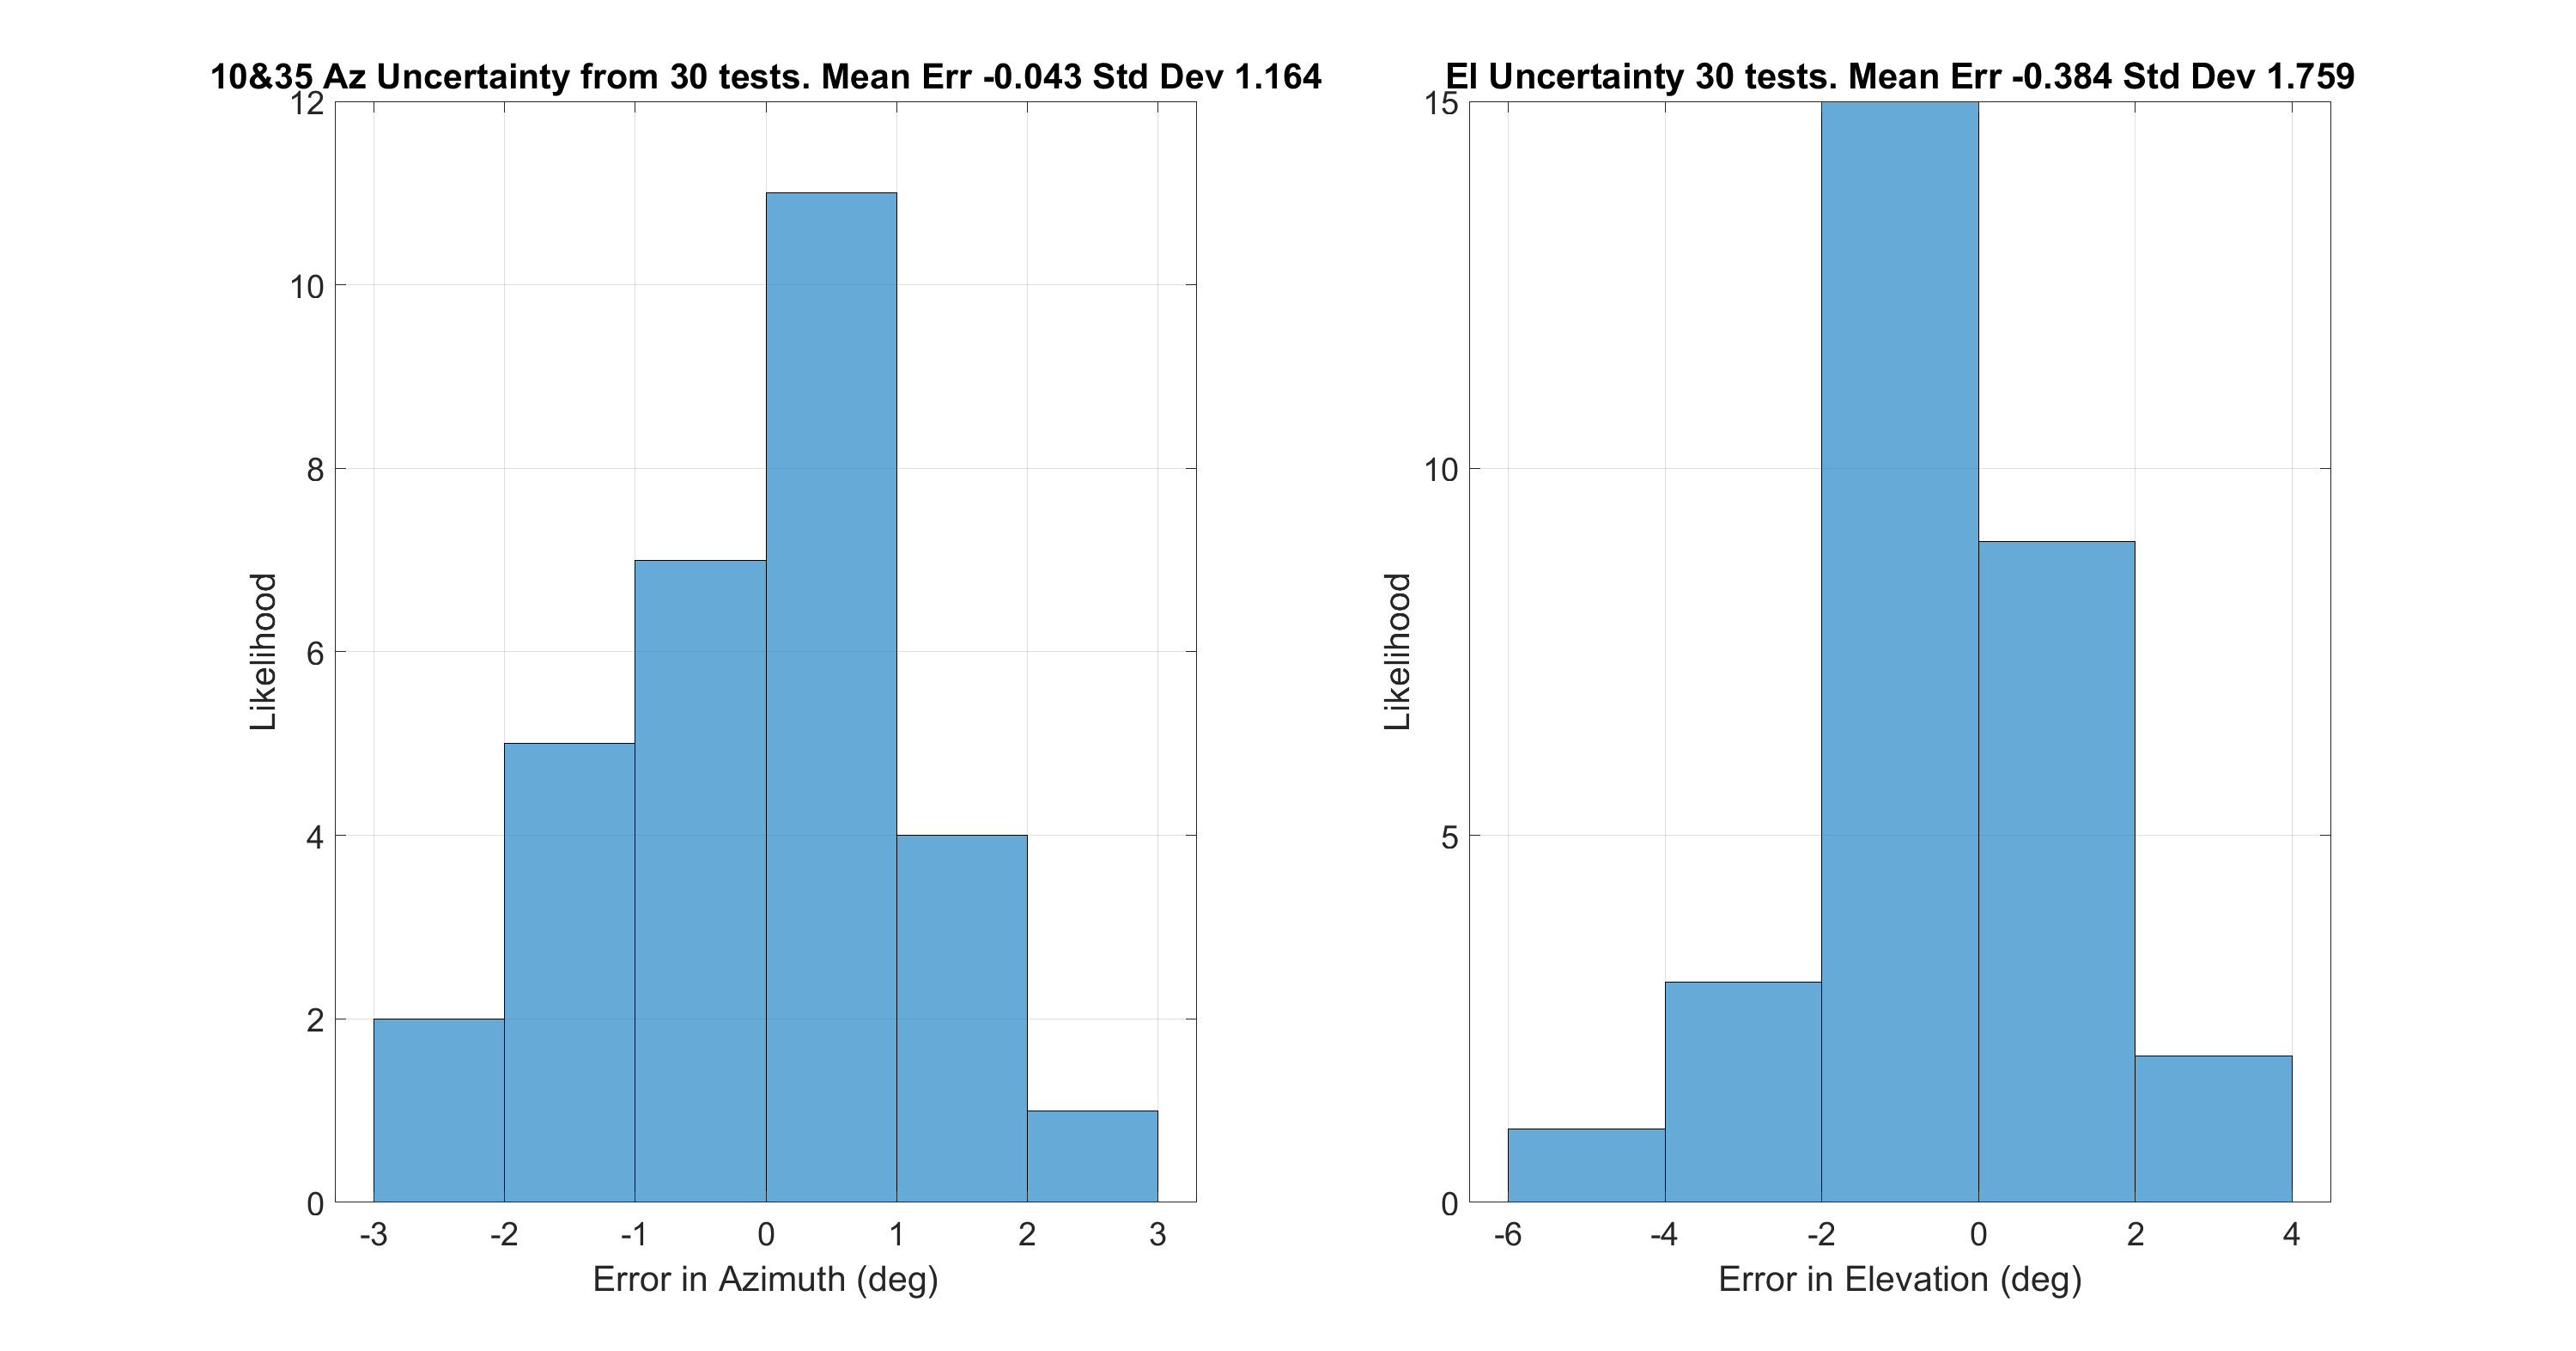 10&35 Az Uncertainty from 30 tests. Mean Err -0.043 Std Dev 1.164
12
10
8
6
4
2
0
Likelihood
-3 -2 -1 0 1 2 3
Error in Azimuth (deg)
El Uncertainty 30 tests. Mean Err -0.384 Std Dev 1.759
15
10
5
0
Likelihood
-6 -4 -2 0 2 4
Error in Elevation (deg)